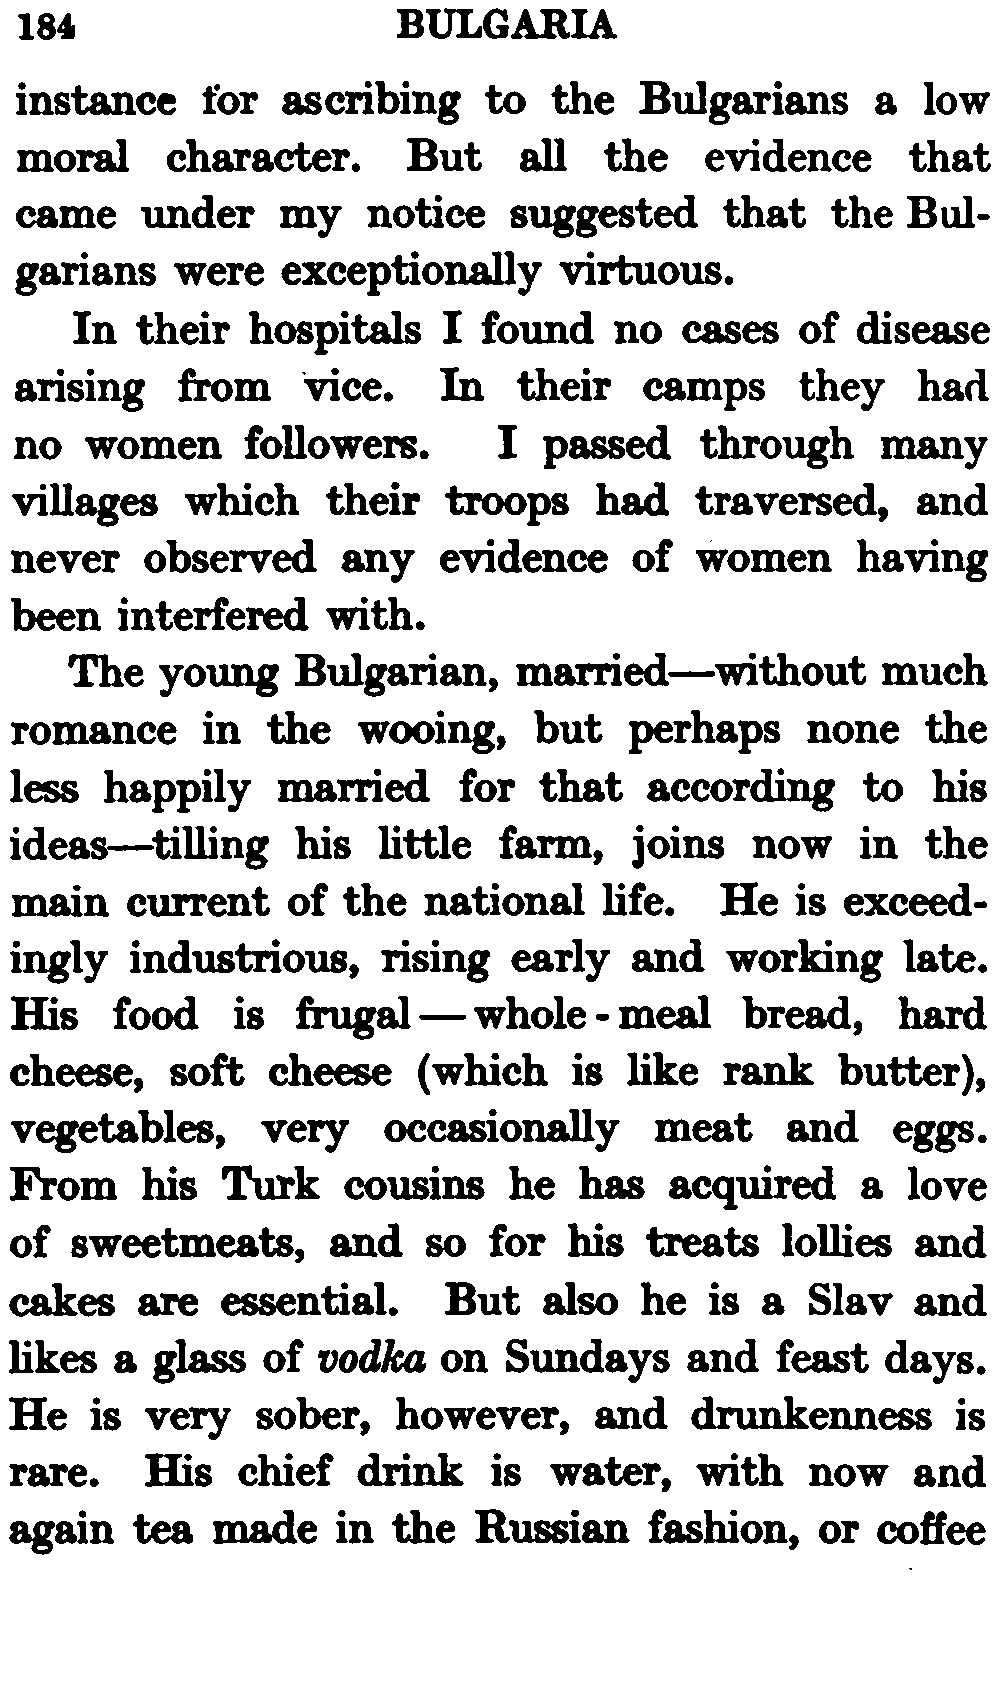 184 BULGARIA
instance for ascribing to the Bulgarians a low
moral character. But all the evidence that
came under my notice suggested that the Bul-
garians were exceptionally virtuous.
In their hospitals I found no cases of disease
arising from vice. In their camps they had
no women followers. I passed through many
villages which their troops had traversed, and
never observed any evidence of women having
been interfered with.
The young Bulgarian, married—without much
romance in the wooing, but perhaps none the
less happily married for that according to his
ideas—tilling his little farm, joins now in the
main current of the national life. He is exceed-
ingly industrious, rising early and working late.
His food is frugal — whole - meal bread, hard
cheese, soft cheese (which is like rank butter),
vegetables, very occasionally meat and eggs.
From his Turk cousins he has acquired a love
of sweetmeats, and so for his treats lollies and
cakes are essential. But also he is a Slav and
likes a glass of vodka on Sundays and feast days.
He is very sober, however, and drunkenness is
rare. His chief drink is water, with now and
again tea made in the Russian fashion, or coffee